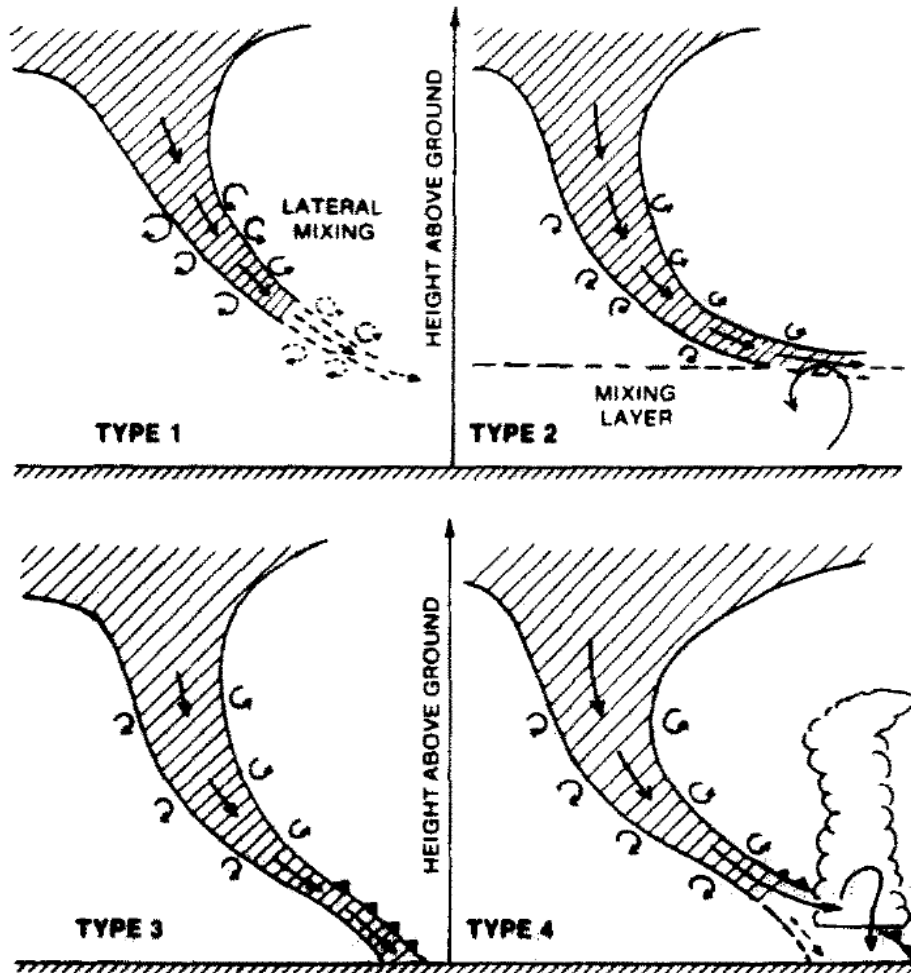 LATERAL
MIXING
HEIGHT ABOVE GROUND
MIXING
LAYER
TYPE 1
TYPE 2
HEIGHT ABOVE GROUND
TYPE 3
TYPE 4